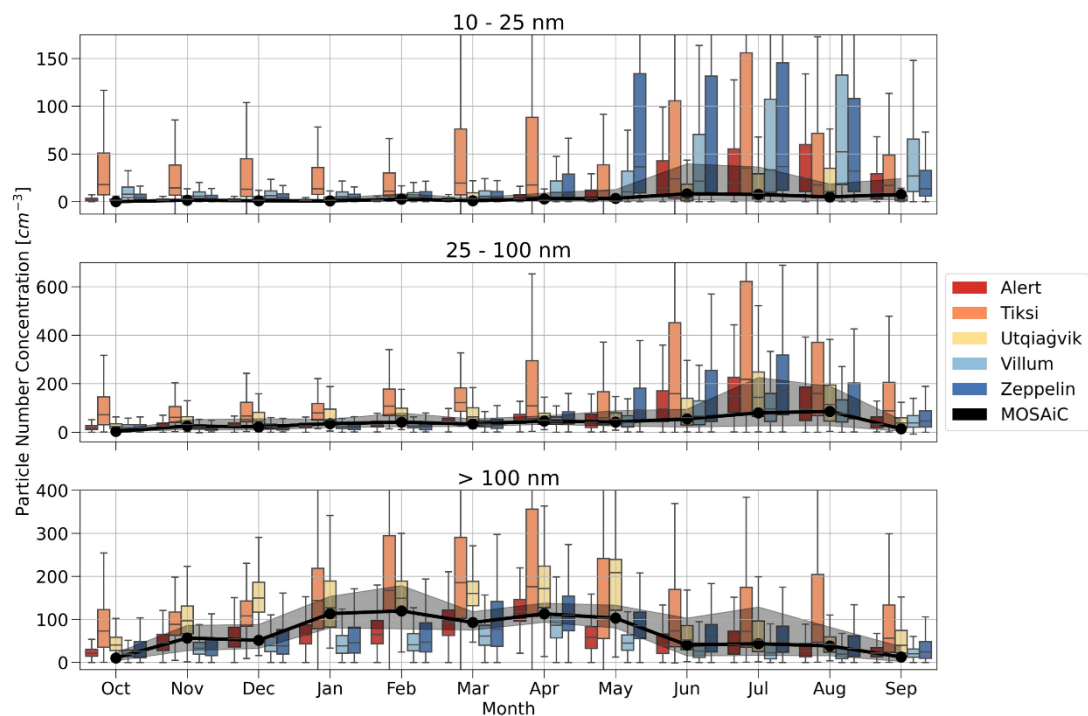 10 - 25 nm
150
100
50
0
25 - 100 nm
600
400
200
0
> 100 nm
400
300
200
100
0
Particle Number Concentration [cm⁻³]
Oct Nov Dec Jan Feb Mar Apr May Jun Jul Aug Sep
Month
Alert
Tiksi
Utqiaġvik
Villum
Zeppelin
MOSAiC